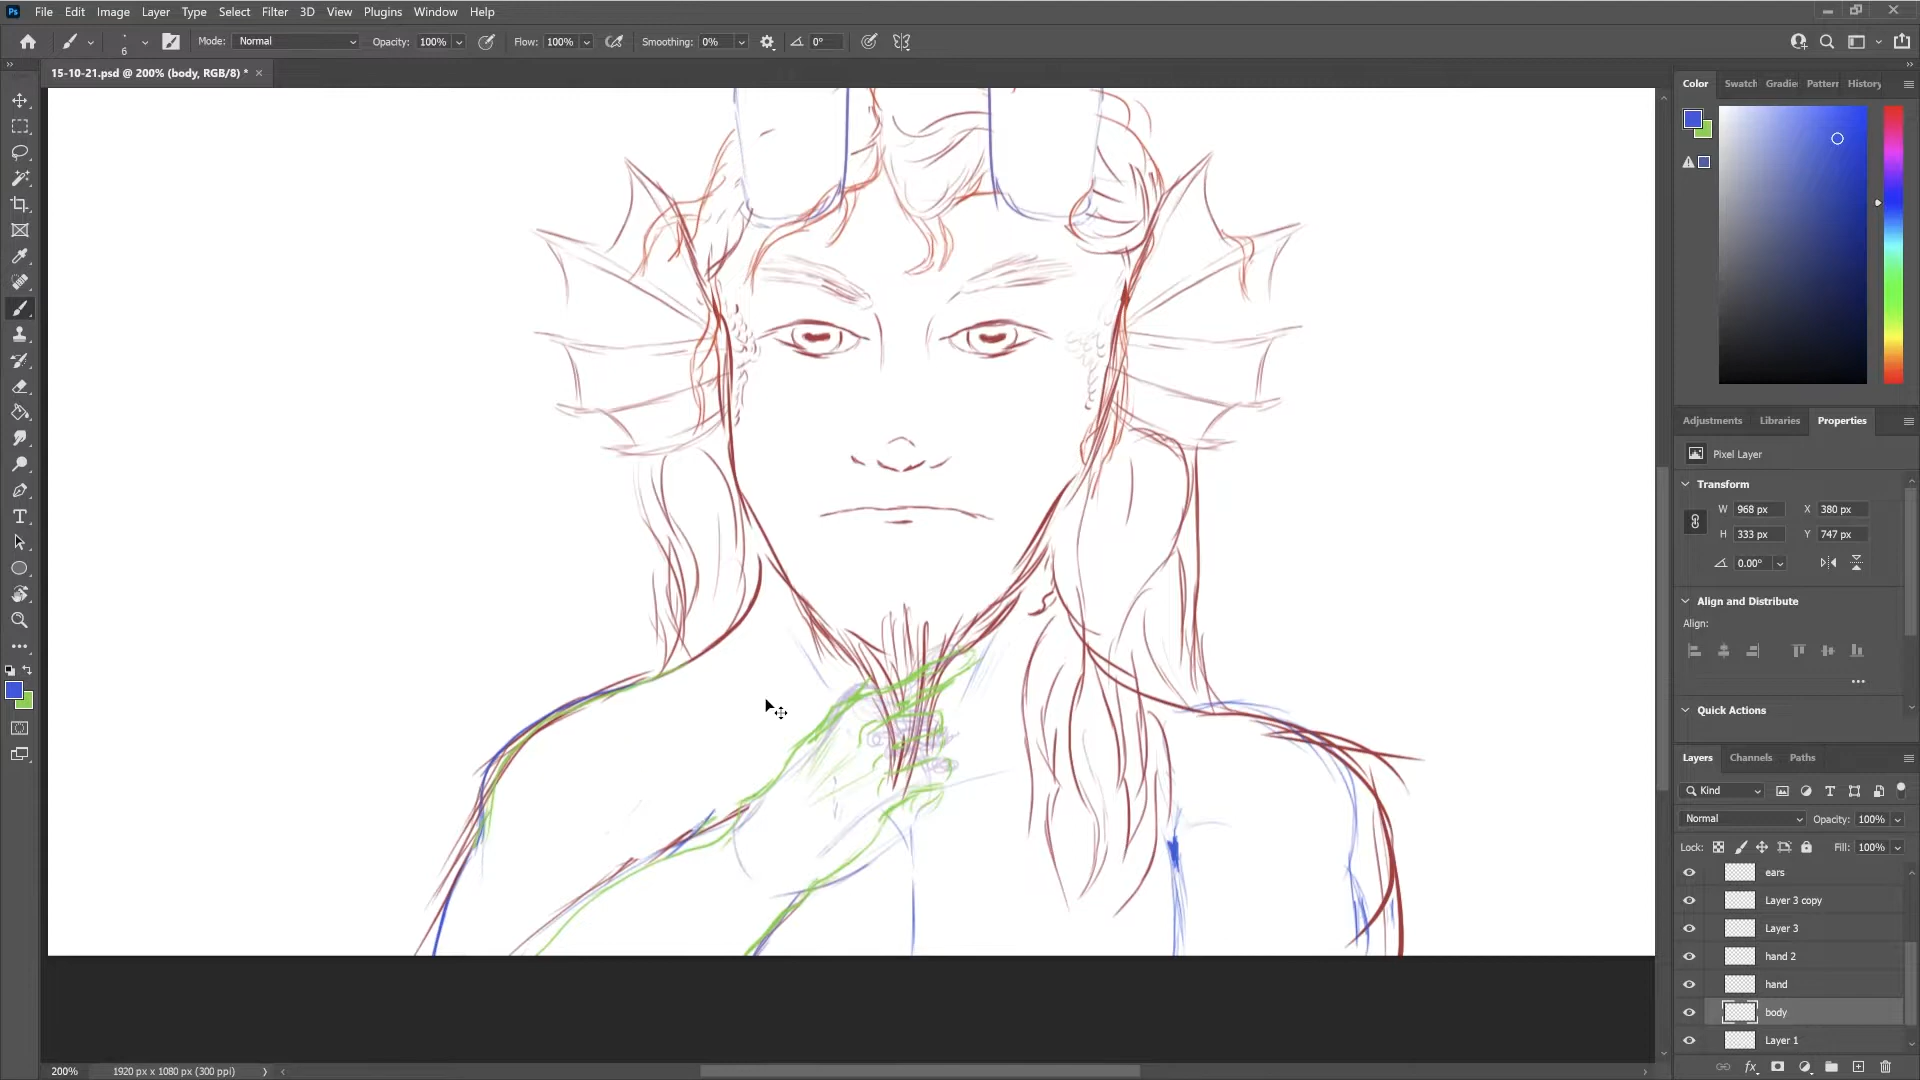 Ps File Edit Image Layer Type Select Filter 3D View Plugins Window Help
6 Mode: Normal Opacity: 100% Flow: 100% Smoothing: 0% 0°
15-10-21.psd @ 200% (body, RGB/8) *
Color Swatch Gradie Pattern History
Adjustments Libraries Properties
Pixel Layer
Transform
W 968 px X 380 px
H 333 px Y 747 px
0.00°
Align and Distribute
Align:
Quick Actions
Layers Channels Paths
Kind
Normal Opacity: 100%
Lock: Fill: 100%
ears
Layer 3 copy
Layer 3
hand 2
hand
body
Layer 1
200% 1920 px x 1080 px (300 ppi)